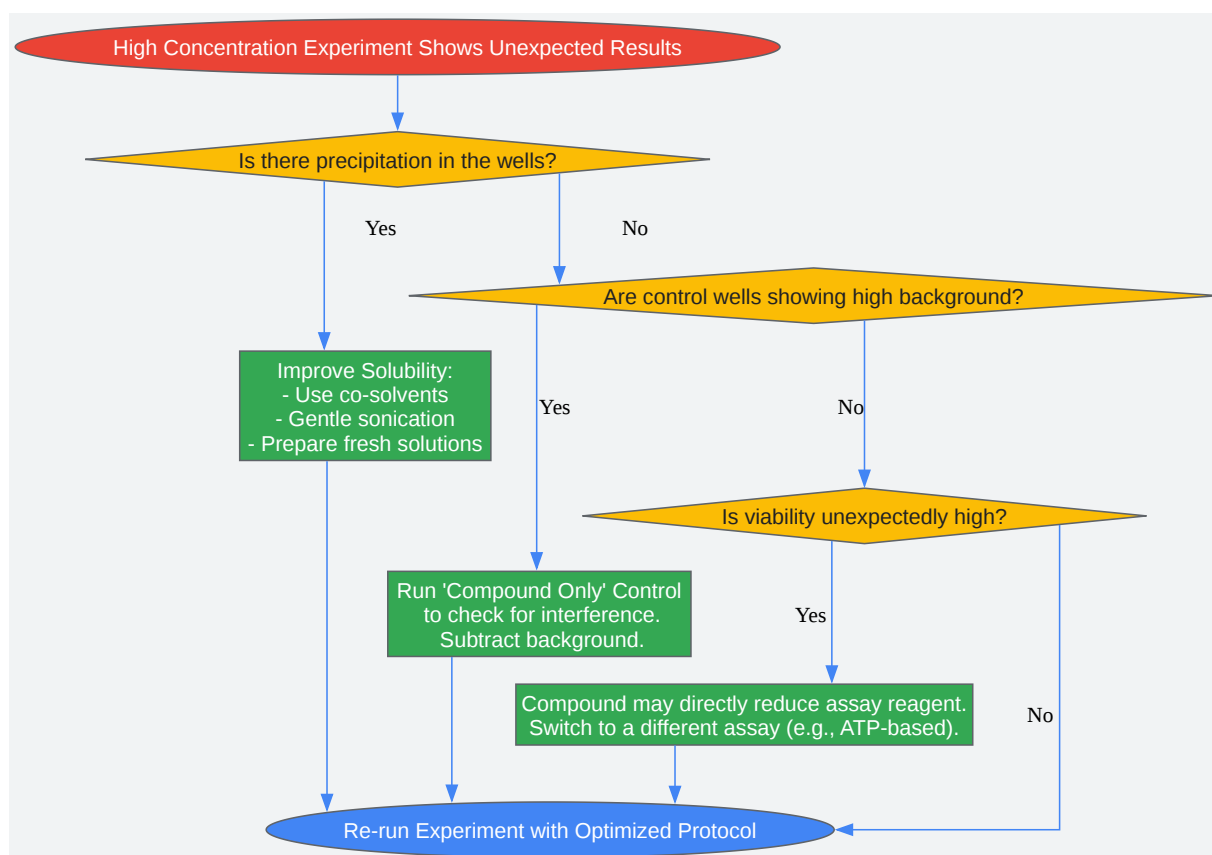 High Concentration Experiment Shows Unexpected Results
Is there precipitation in the wells?
Yes
No
Are control wells showing high background?
Improve Solubility:
- Use co-solvents
- Gentle sonication
- Prepare fresh solutions
Yes
No
Is viability unexpectedly high?
Run 'Compound Only' Control
to check for interference.
Subtract background.
Yes
Compound may directly reduce assay reagent.
Switch to a different assay (e.g., ATP-based).
No
Re-run Experiment with Optimized Protocol